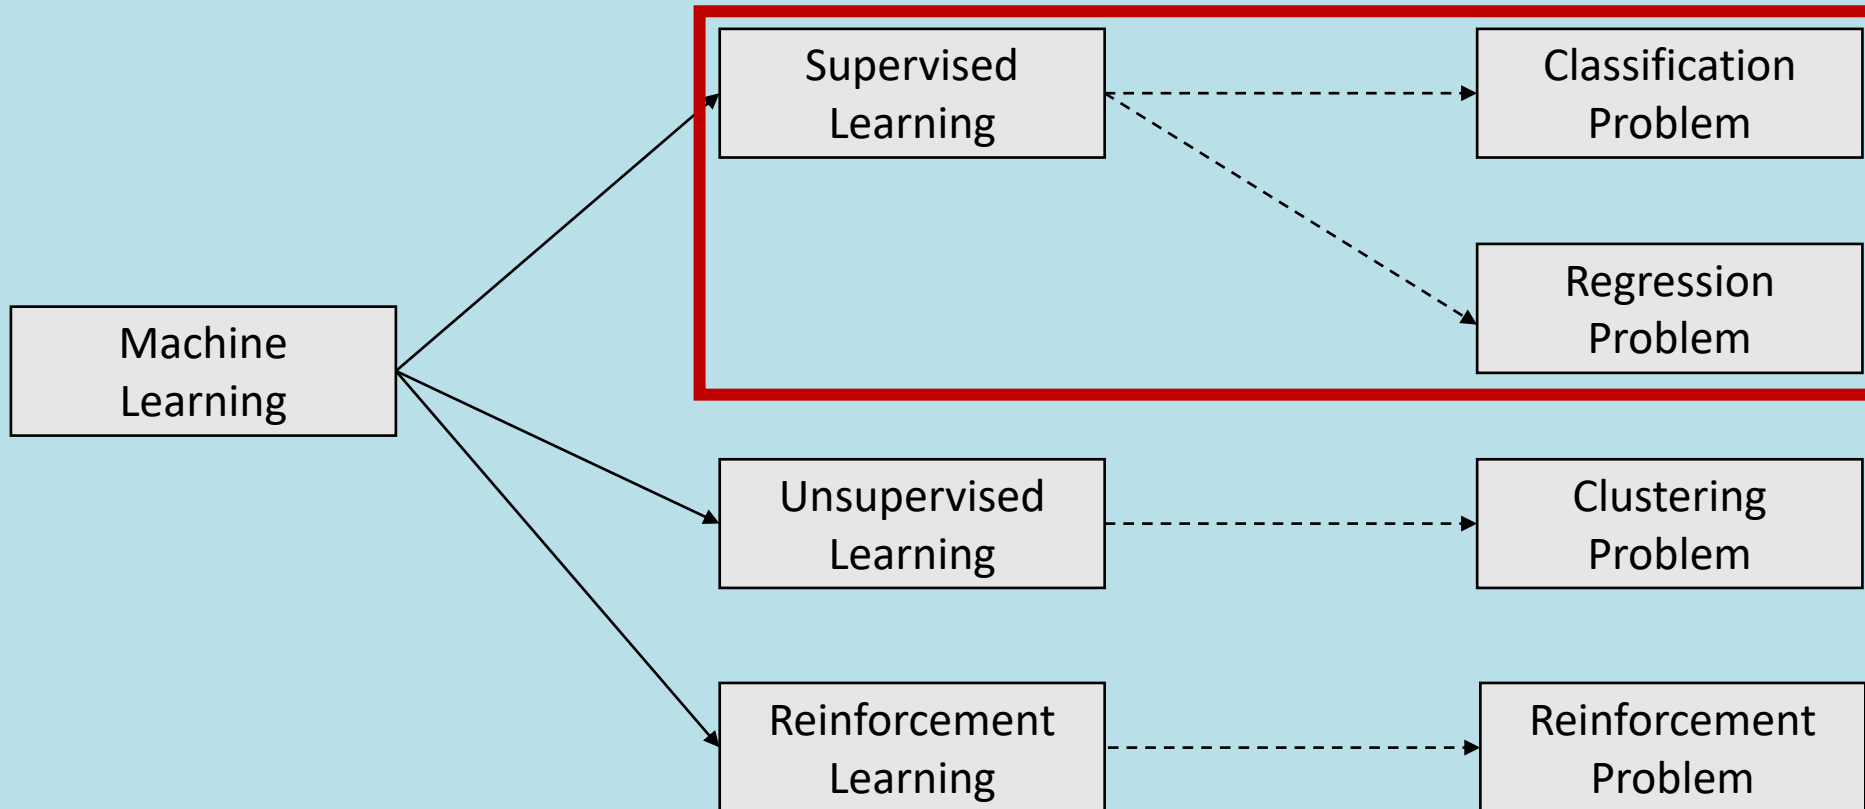 Supervised
Learning
Classification
Problem
Regression
Problem
Machine
Learning
Unsupervised
Learning
Clustering
Problem
Reinforcement
Learning
Reinforcement
Problem